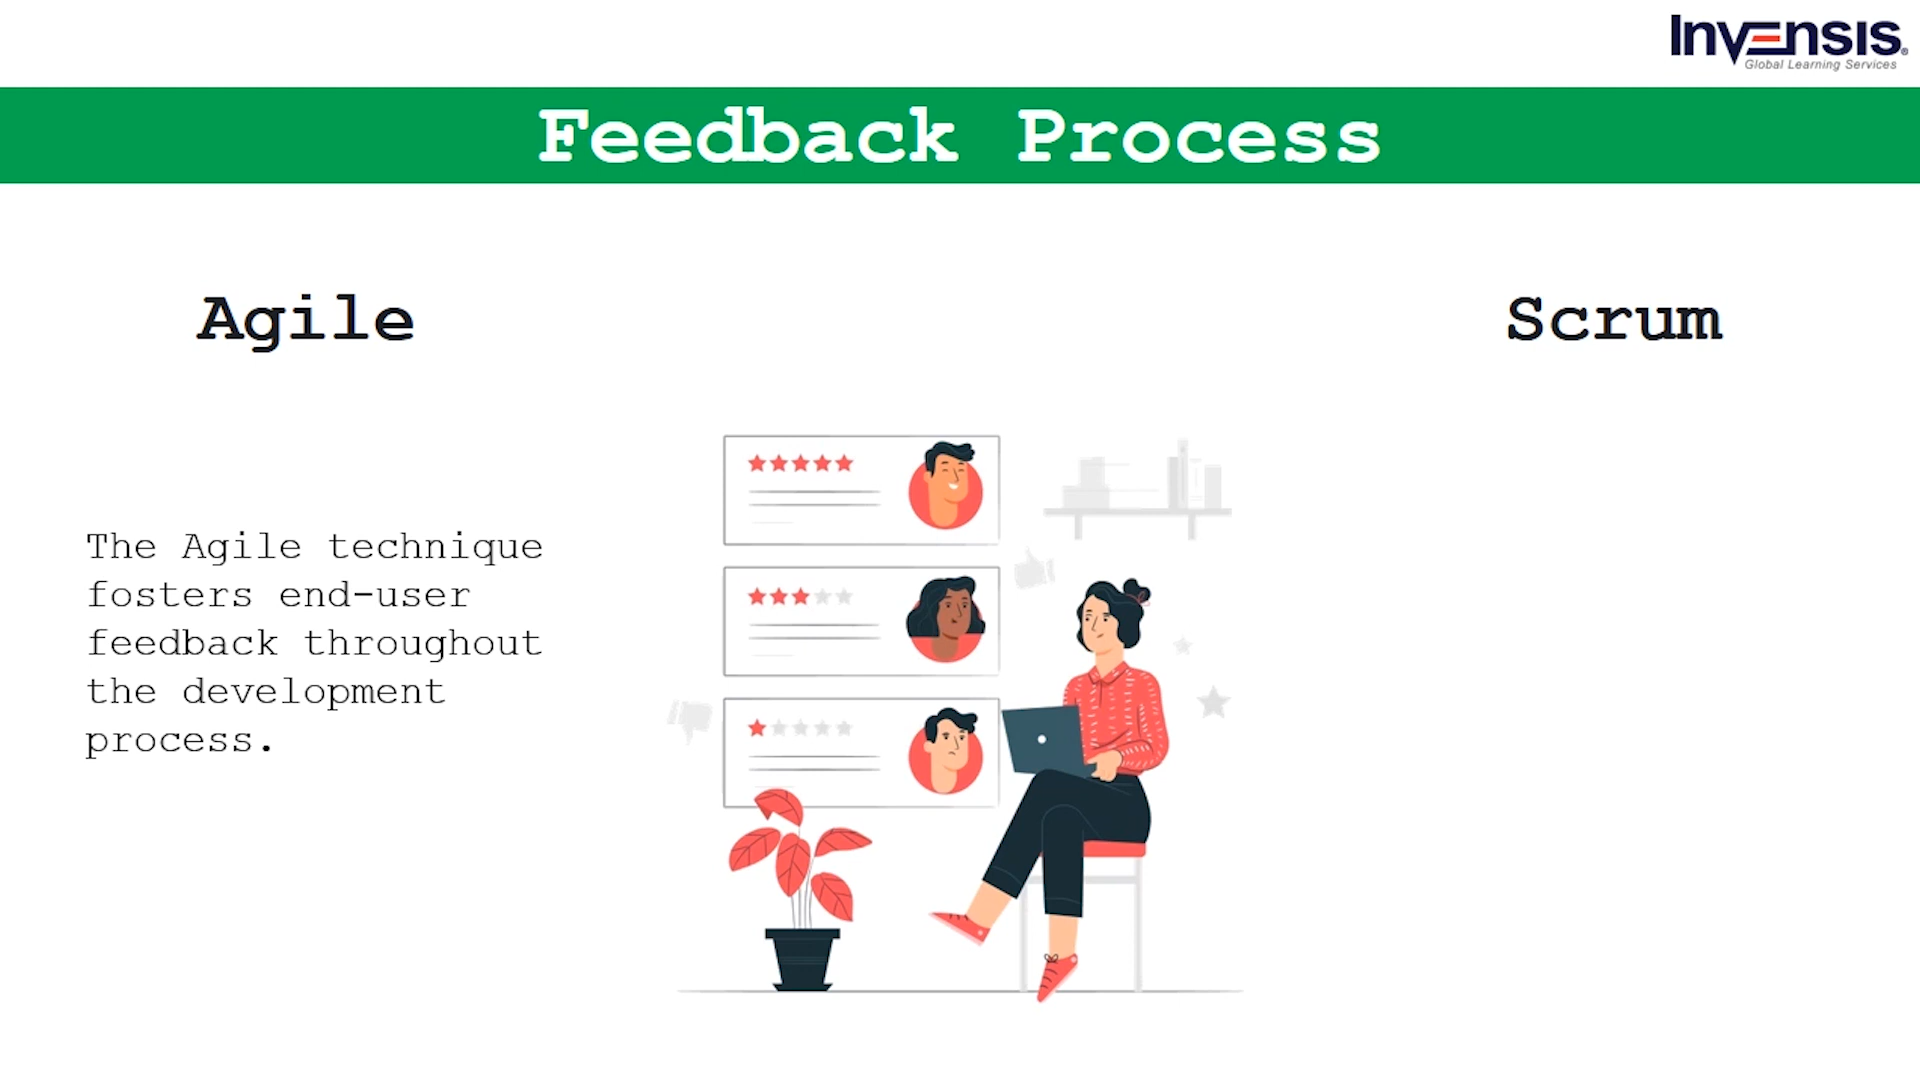 Invensis®
Global Learning Services
Feedback Process
Agile
Scrum
The Agile technique
fosters end-user
feedback throughout
the development
process.